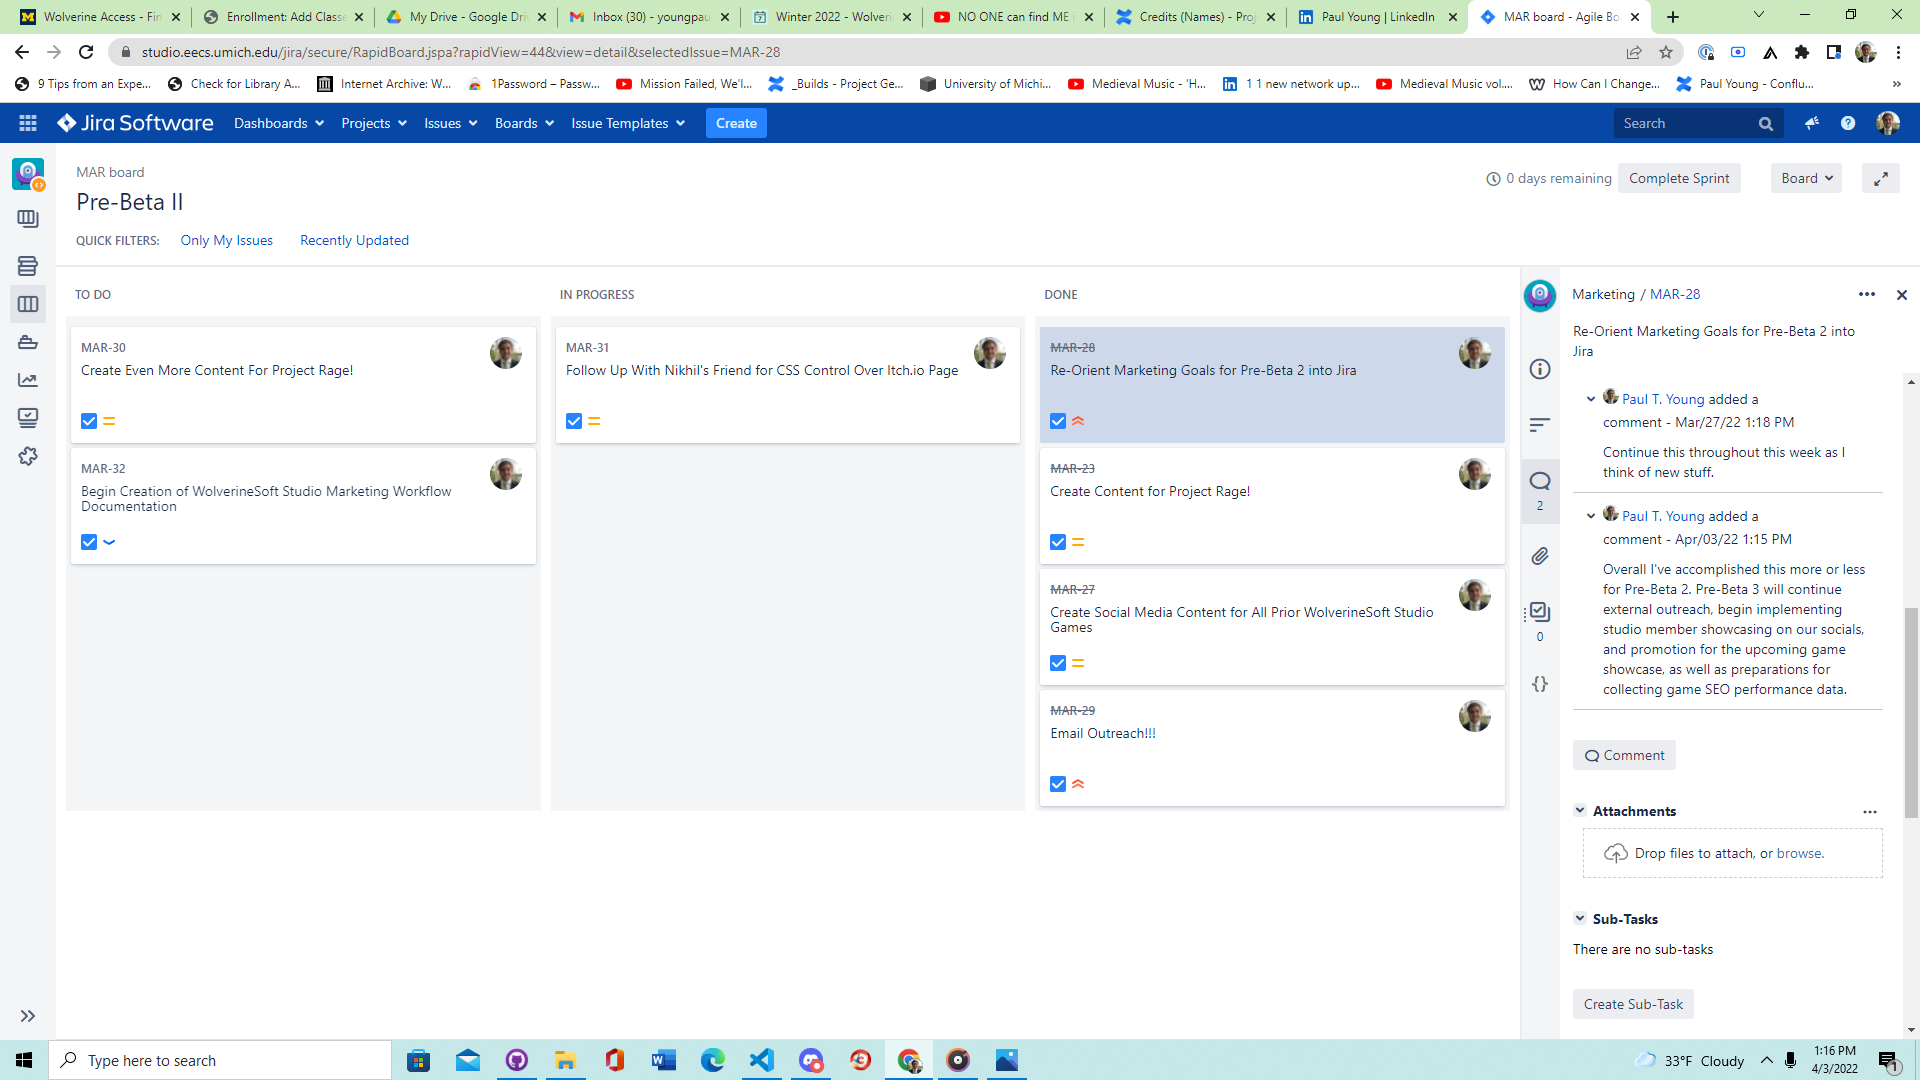 Wolverine Access - Fin
Enrollment: Add Classe
My Drive - Google Driv
Inbox (30) - youngpau
Winter 2022 - Wolverin
NO ONE can find ME i
Credits (Names) - Proj
Paul Young | LinkedIn
MAR board - Agile Bo
studio.eecs.umich.edu/jira/secure/RapidBoard.jspa?rapidView=44&view=detail&selectedIssue=MAR-28
9 Tips from an Expe...
Check for Library A...
Internet Archive: W...
1Password – Passw...
Mission Failed, We'l...
_Builds - Project Ge...
University of Michi...
Medieval Music - 'H...
1 1 new network up...
Medieval Music vol....
How Can I Change...
Paul Young - Conflu...
»
Jira Software
Dashboards
Projects
Issues
Boards
Issue Templates
Create
Search
MAR board
Pre-Beta II
0 days remaining
Complete Sprint
Board
QUICK FILTERS:
Only My Issues
Recently Updated
TO DO
MAR-30
Create Even More Content For Project Rage!
MAR-32
Begin Creation of WolverineSoft Studio Marketing Workflow
Documentation
IN PROGRESS
MAR-31
Follow Up With Nikhil's Friend for CSS Control Over Itch.io Page
DONE
MAR-28
Re-Orient Marketing Goals for Pre-Beta 2 into Jira
MAR-23
Create Content for Project Rage!
MAR-27
Create Social Media Content for All Prior WolverineSoft Studio
Games
MAR-29
Email Outreach!!!
2
0
Marketing / MAR-28
Re-Orient Marketing Goals for Pre-Beta 2 into
Jira
Paul T. Young added a
comment - Mar/27/22 1:18 PM
Continue this throughout this week as I
think of new stuff.
Paul T. Young added a
comment - Apr/03/22 1:15 PM
Overall I've accomplished this more or less
for Pre-Beta 2. Pre-Beta 3 will continue
external outreach, begin implementing
studio member showcasing on our socials,
and promotion for the upcoming game
showcase, as well as preparations for
collecting game SEO performance data.
Comment
Attachments
Drop files to attach, or browse.
Sub-Tasks
There are no sub-tasks
Create Sub-Task
Type here to search
33°F Cloudy
1:16 PM
4/3/2022
1